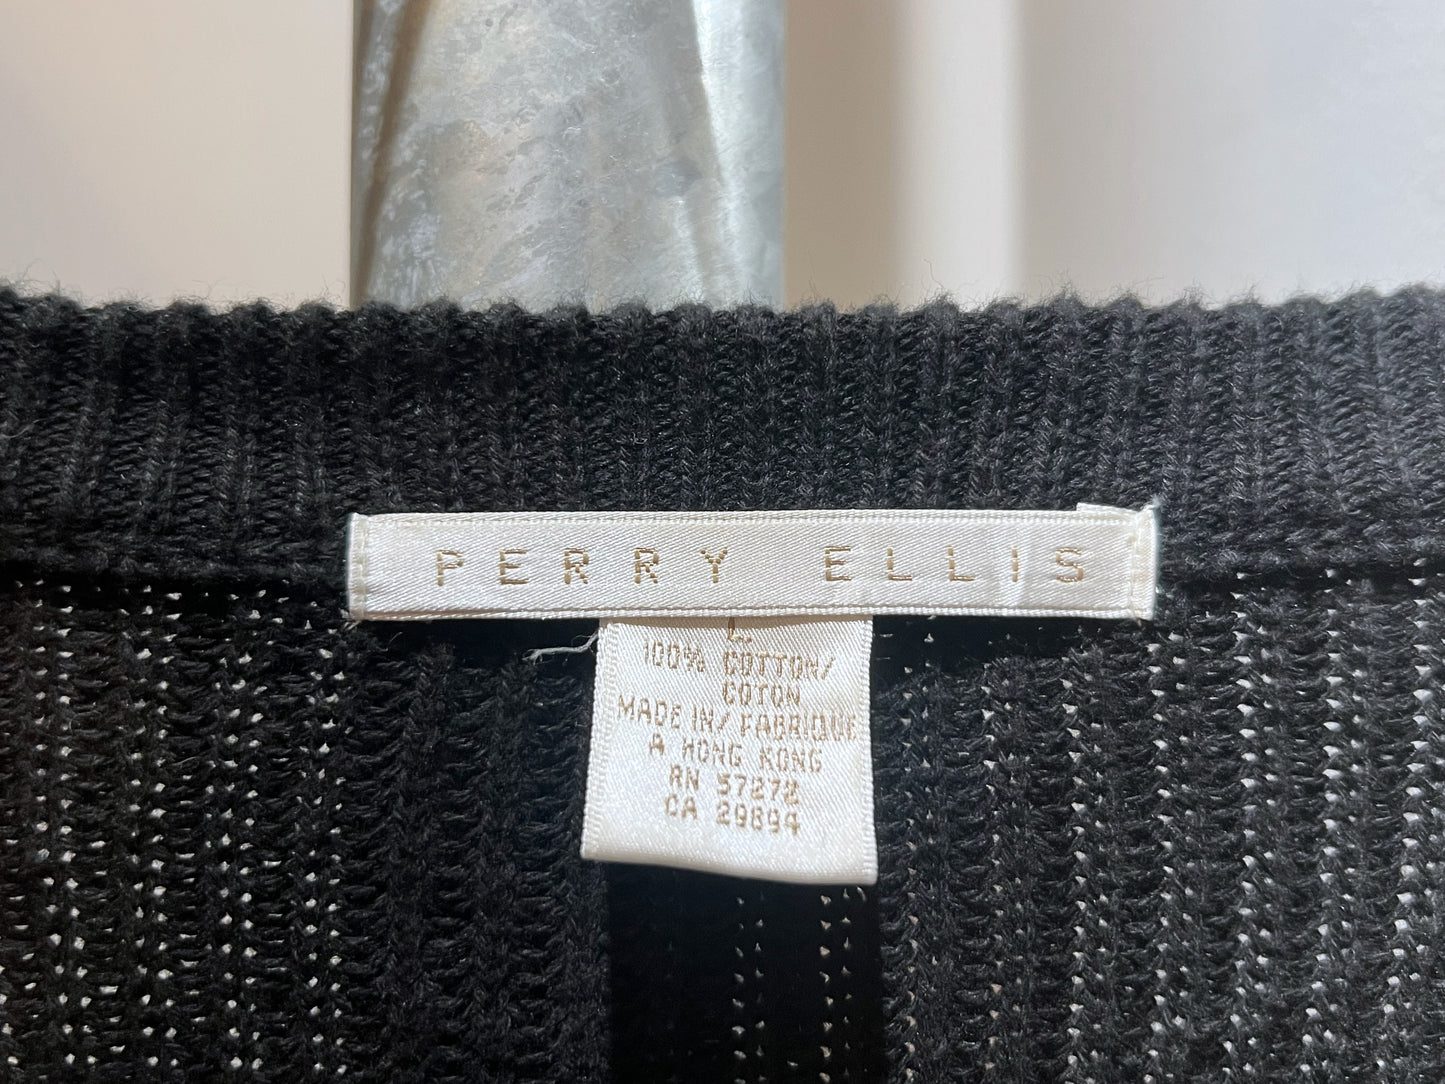 PERRY ELLIS
L
100% COTTON/
COTON
MADE IN/FABRIQUE
A HONG KONG
RN 57272
CA 29894